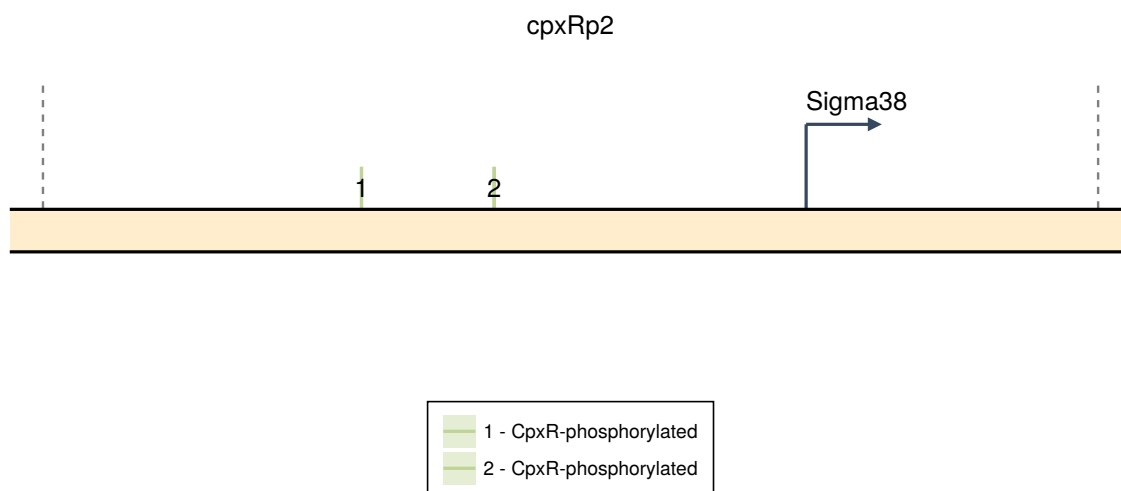 cpxRp2
Sigma38
1
2
1 - CpxR-phosphorylated
2 - CpxR-phosphorylated